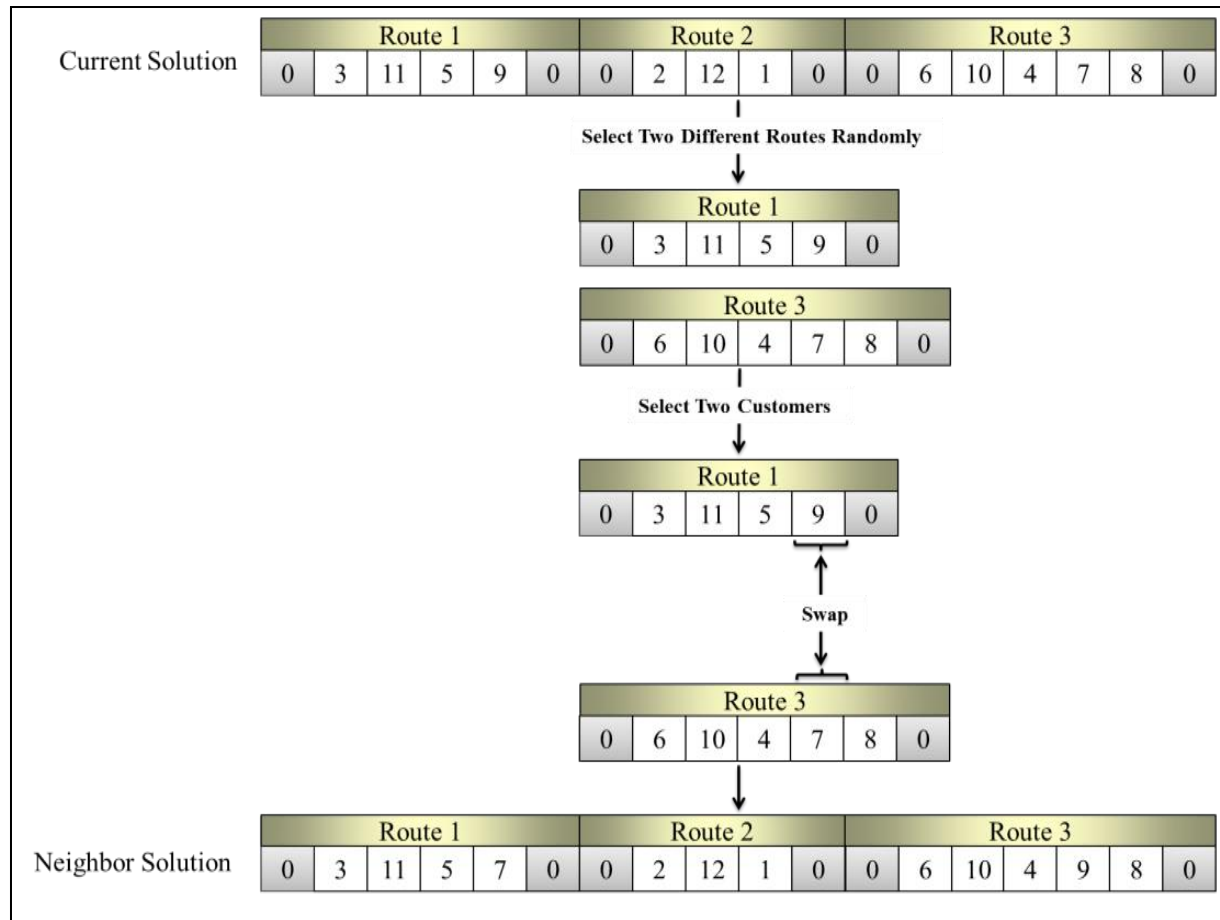 Route 1 Route 2 Route 3
Current Solution 0 3 11 5 9 0 0 2 12 1 0 0 6 10 4 7 8 0
Select Two Different Routes Randomly
Route 1
0 3 11 5 9 0
Route 3
0 6 10 4 7 8 0
Select Two Customers
Route 1
0 3 11 5 9 0
Swap
Route 3
0 6 10 4 7 8 0
Route 1 Route 2 Route 3
Neighbor Solution 0 3 11 5 7 0 0 2 12 1 0 0 6 10 4 9 8 0